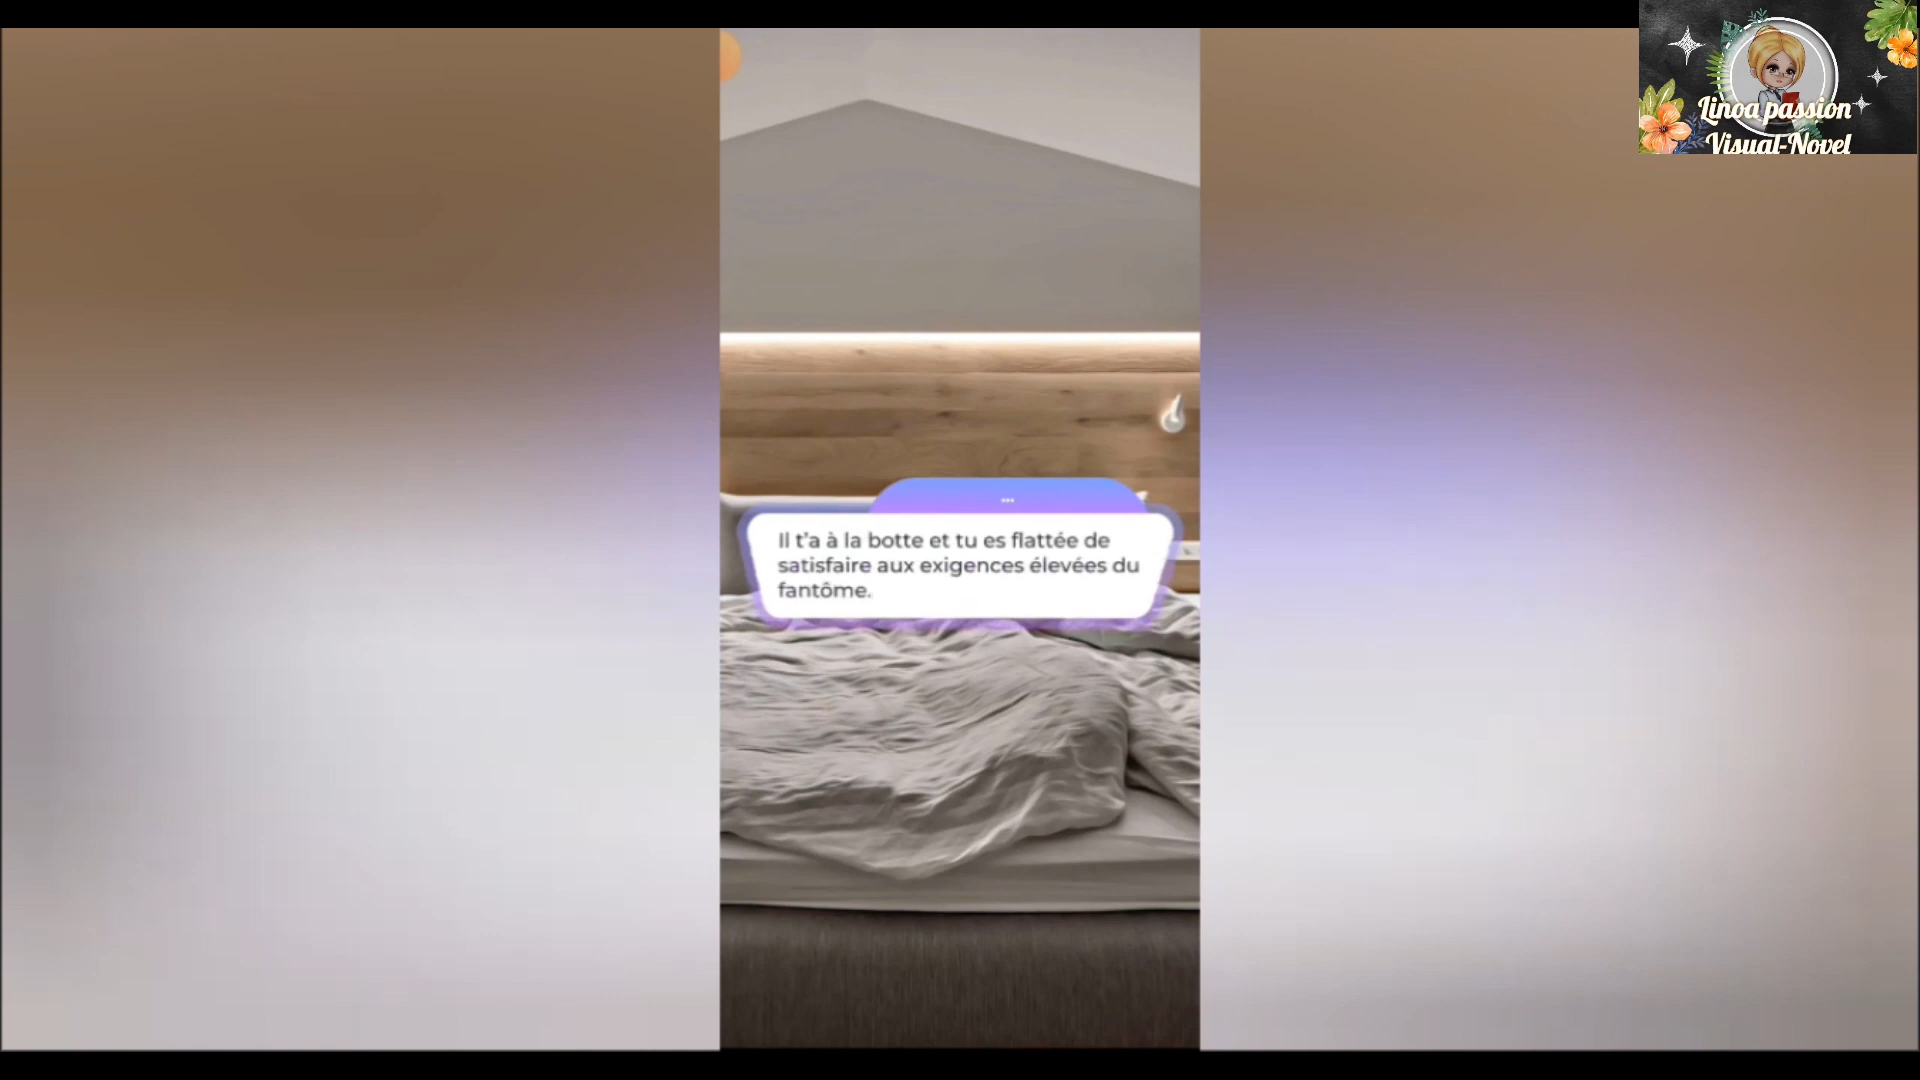 Linoa passion
Visual-Novel
...
Il t'a à la botte et tu es flattée de
satisfaire aux exigences élevées du
fantôme.